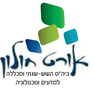 אורט חולון
ביה"ס השש-שנתי ומכללה
למדעים וטכנולוגיה